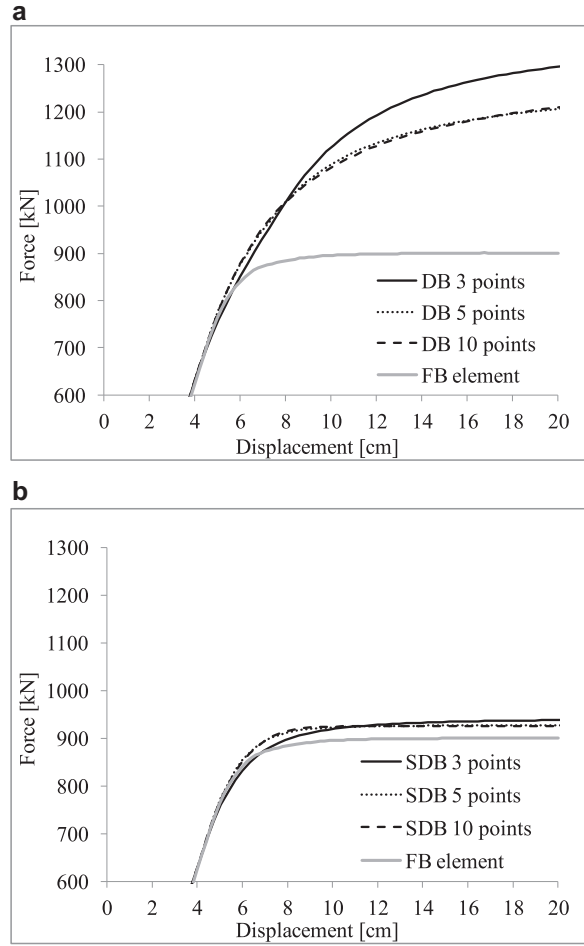 a
1300
1200
1100
1000
900
800
700
600
Force [kN]
0 2 4 6 8 10 12 14 16 18 20
Displacement [cm]
DB 3 points
DB 5 points
DB 10 points
FB element
b
1300
1200
1100
1000
900
800
700
600
Force [kN]
0 2 4 6 8 10 12 14 16 18 20
Displacement [cm]
SDB 3 points
SDB 5 points
SDB 10 points
FB element